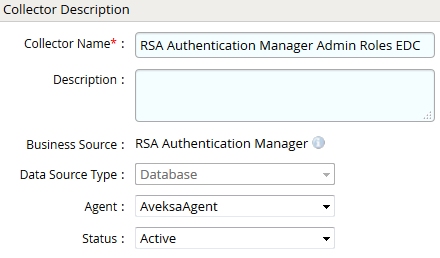 Collector Description
Collector Name* : RSA Authentication Manager Admin Roles EDC
Description :
Business Source : RSA Authentication Manager
Data Source Type : Database
Agent : AveksaAgent
Status : Active